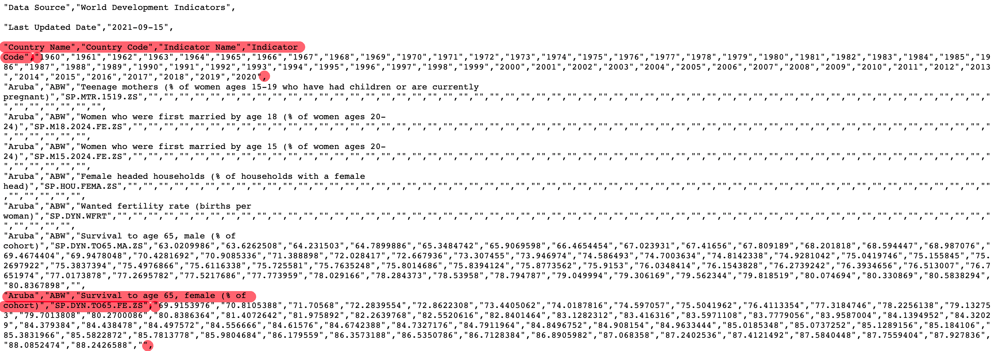 "Data Source","World Development Indicators",
"Last Updated Date","2021-09-15",
"Country Name","Country Code","Indicator Name","Indicator
Code","1960","1961","1962","1963","1964","1965","1966","1967","1968","1969","1970","1971","1972","1973","1974","1975","1976","1977","1978","1979","1980","1981","1982","1983","1984","1985","19
86","1987","1988","1989","1990","1991","1992","1993","1994","1995","1996","1997","1998","1999","2000","2001","2002","2003","2004","2005","2006","2007","2008","2009","2010","2011","2012","2013
","2014","2015","2016","2017","2018","2019","2020",
"Aruba","ABW","Teenage mothers (% of women ages 15-19 who have had children or are currently
pregnant)","SP.MTR.1519.ZS","","","","","","","","","","","","","","","","","","","","","","","","","","","","","","","","","","","","","","","","","","","","","","","","","","","","","","","
","","","","","","",
"Aruba","ABW","Women who were first married by age 18 (% of women ages 20-
24)","SP.M18.2024.FE.ZS","","","","","","","","","","","","","","","","","","","","","","","","","","","","","","","","","","","","","","","","","","","","","","","","","","","","","","","","
","","","","","",
"Aruba","ABW","Women who were first married by age 15 (% of women ages 20-
24)","SP.M15.2024.FE.ZS","","","","","","","","","","","","","","","","","","","","","","","","","","","","","","","","","","","","","","","","","","","","","","","","","","","","","","","","
","","","","","",
"Aruba","ABW","Female headed households (% of households with a female
head)","SP.HOU.FEMA.ZS","","","","","","","","","","","","","","","","","","","","","","","","","","","","","","","","","","","","","","","","","","","","","","","","","","","","","","","",""
,"","","","","",
"Aruba","ABW","Wanted fertility rate (births per
woman)","SP.DYN.WFRT","","","","","","","","","","","","","","","","","","","","","","","","","","","","","","","","","","","","","","","","","","","","","","","","","","","","","","","","","
","","","","",
"Aruba","ABW","Survival to age 65, male (% of
cohort)","SP.DYN.TO65.MA.ZS","63.0209986","63.6262508","64.231503","64.7899886","65.3484742","65.9069598","66.4654454","67.023931","67.41656","67.809189","68.201818","68.594447","68.987076","
69.4674404","69.9478048","70.4281692","70.9085336","71.388898","72.028417","72.667936","73.307455","73.946974","74.586493","74.7003634","74.8142338","74.9281042","75.0419746","75.155845","75.
2697922","75.3837394","75.4976866","75.6116338","75.725581","75.7635248","75.8014686","75.8394124","75.8773562","75.9153","76.0348414","76.1543828","76.2739242","76.3934656","76.513007","76.7
651974","77.0173878","77.2695782","77.5217686","77.773959","78.029166","78.284373","78.53958","78.794787","79.049994","79.306169","79.562344","79.818519","80.074694","80.330869","80.5838294",
"80.8367898","",
"Aruba","ABW","Survival to age 65, female (% of
cohort)","SP.DYN.TO65.FE.ZS","69.9153976","70.8105388","71.70568","72.2839554","72.8622308","73.4405062","74.0187816","74.597057","75.5041962","76.4113354","77.3184746","78.2256138","79.13275
3","79.7013808","80.2700086","80.8386364","81.4072642","81.975892","82.2639768","82.5520616","82.8401464","83.1282312","83.416316","83.5971108","83.7779056","83.9587004","84.1394952","84.3202
9","84.379384","84.438478","84.497572","84.556666","84.61576","84.6742388","84.7327176","84.7911964","84.8496752","84.908154","84.9633444","85.0185348","85.0737252","85.1289156","85.184106","
85.3831966","85.5822872","85.7813778","85.9804684","86.179559","86.3573188","86.5350786","86.7128384","86.8905982","87.068358","87.2402536","87.4121492","87.5840448","87.7559404","87.927836",
"88.0852474","88.2426588","",